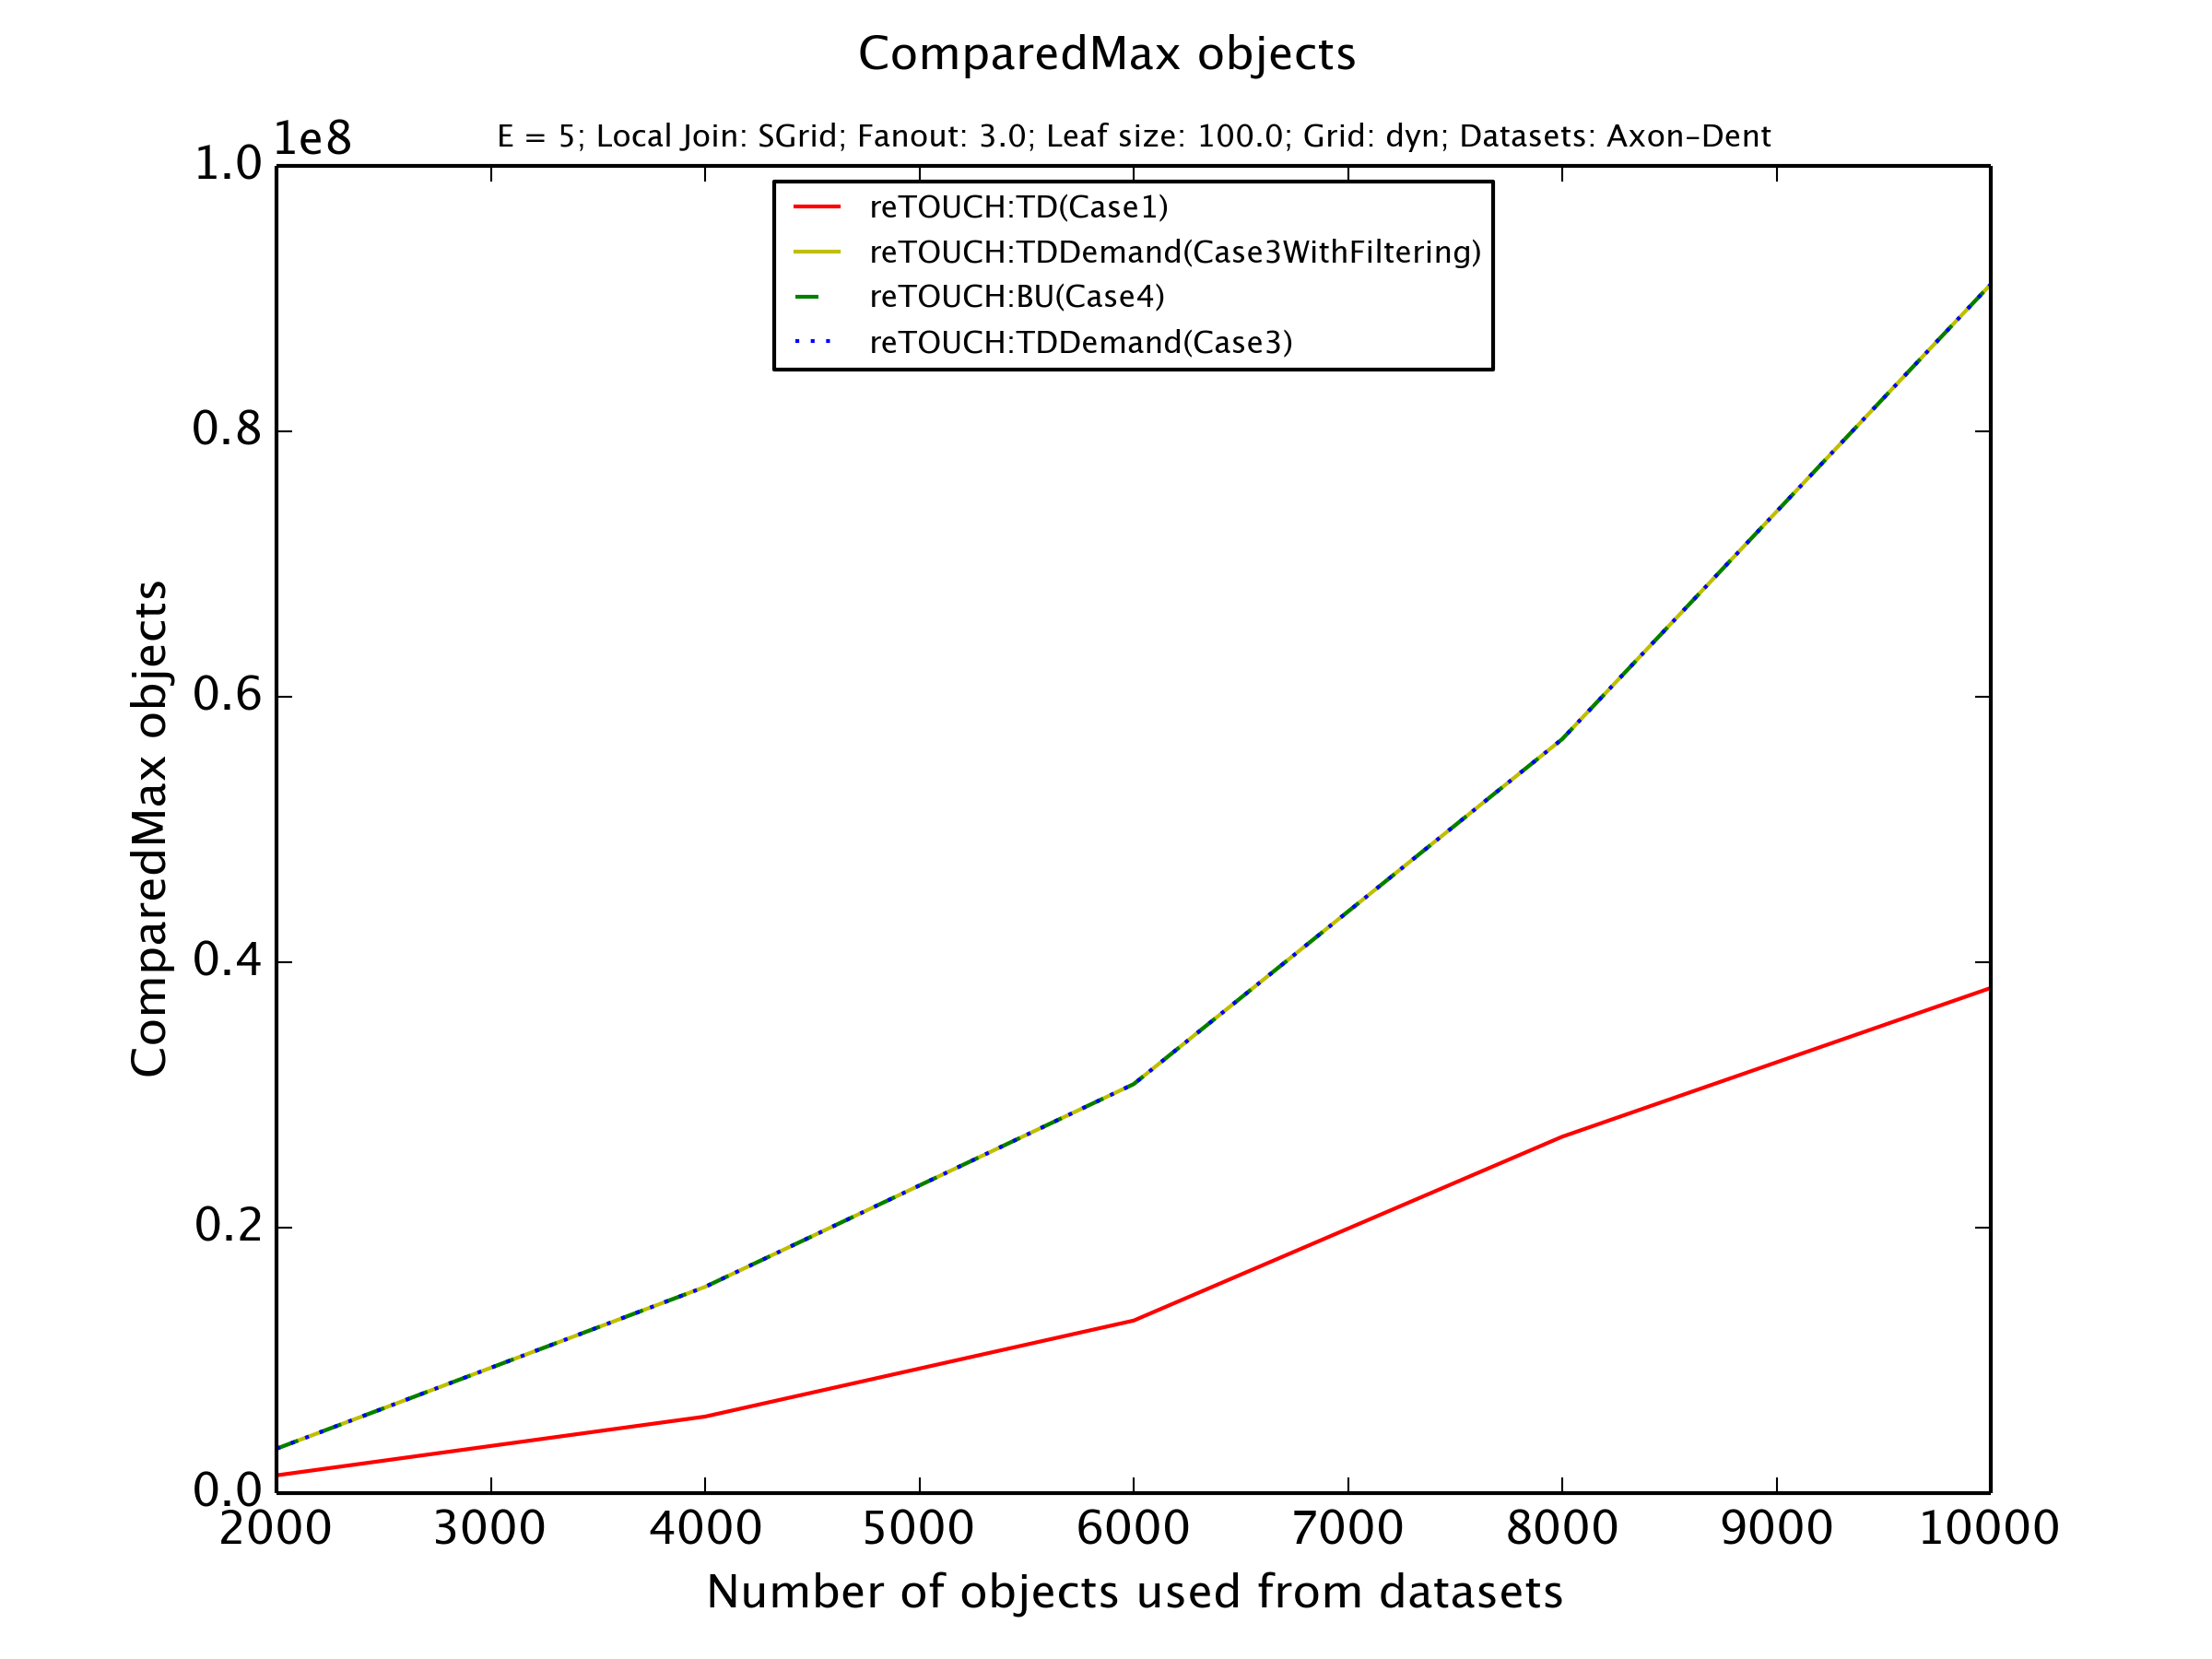 ComparedMax objects
1e8
E = 5; Local Join: SGrid; Fanout: 3.0; Leaf size: 100.0; Grid: dyn; Datasets: Axon-Dent
reTOUCH:TD(Case1)
reTOUCH:TDDemand(Case3WithFiltering)
reTOUCH:BU(Case4)
reTOUCH:TDDemand(Case3)
1.0
0.8
0.6
0.4
0.2
0.0
ComparedMax objects
2000 3000 4000 5000 6000 7000 8000 9000 10000
Number of objects used from datasets